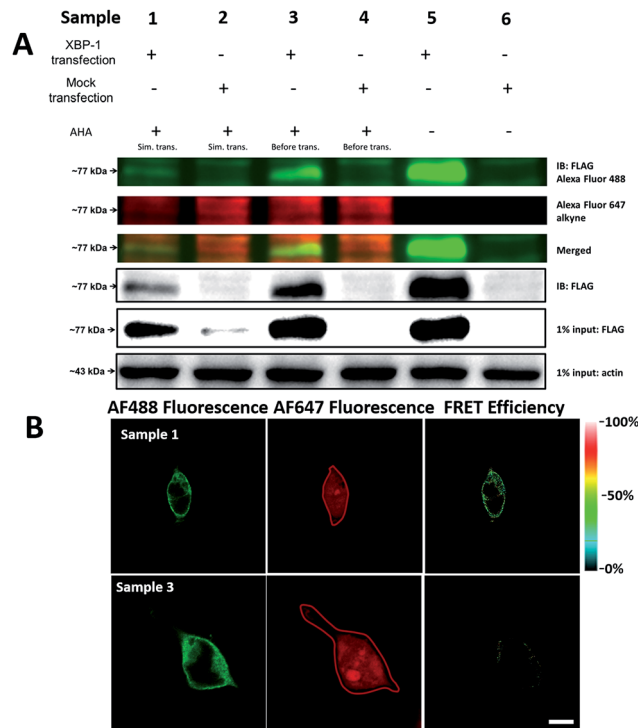 Sample 1 2 3 4 5 6
A
XBP-1
transfection + - + - + -
Mock
transfection - + - + - +
AHA + + + + - -
Sim. trans. Sim. trans. Before trans. Before trans.
~77 kDa
IB: FLAG
Alexa Fluor 488
~77 kDa
Alexa Fluor 647
alkyne
~77 kDa Merged
~77 kDa IB: FLAG
~77 kDa 1% input: FLAG
~43 kDa 1% input: actin
B
AF488 Fluorescence AF647 Fluorescence FRET Efficiency
Sample 1
-100%
-50%
-0%
Sample 3